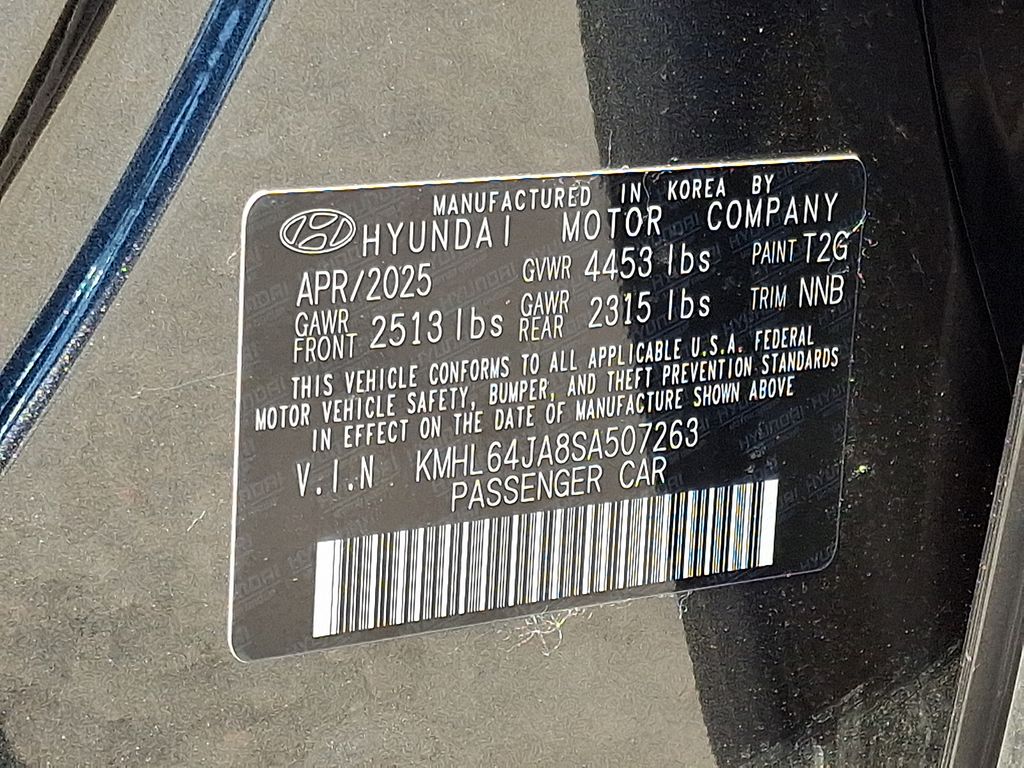 MANUFACTURED IN KOREA BY
HYUNDAI MOTOR COMPANY
APR/2025 GVWR 4453 lbs PAINT T2G
GAWR FRONT 2513 lbs GAWR REAR 2315 lbs TRIM NNB
THIS VEHICLE CONFORMS TO ALL APPLICABLE U.S.A. FEDERAL
MOTOR VEHICLE SAFETY, BUMPER, AND THEFT PREVENTION STANDARDS
IN EFFECT ON THE DATE OF MANUFACTURE SHOWN ABOVE
V.I.N KMHL64JA8SA507263
PASSENGER CAR